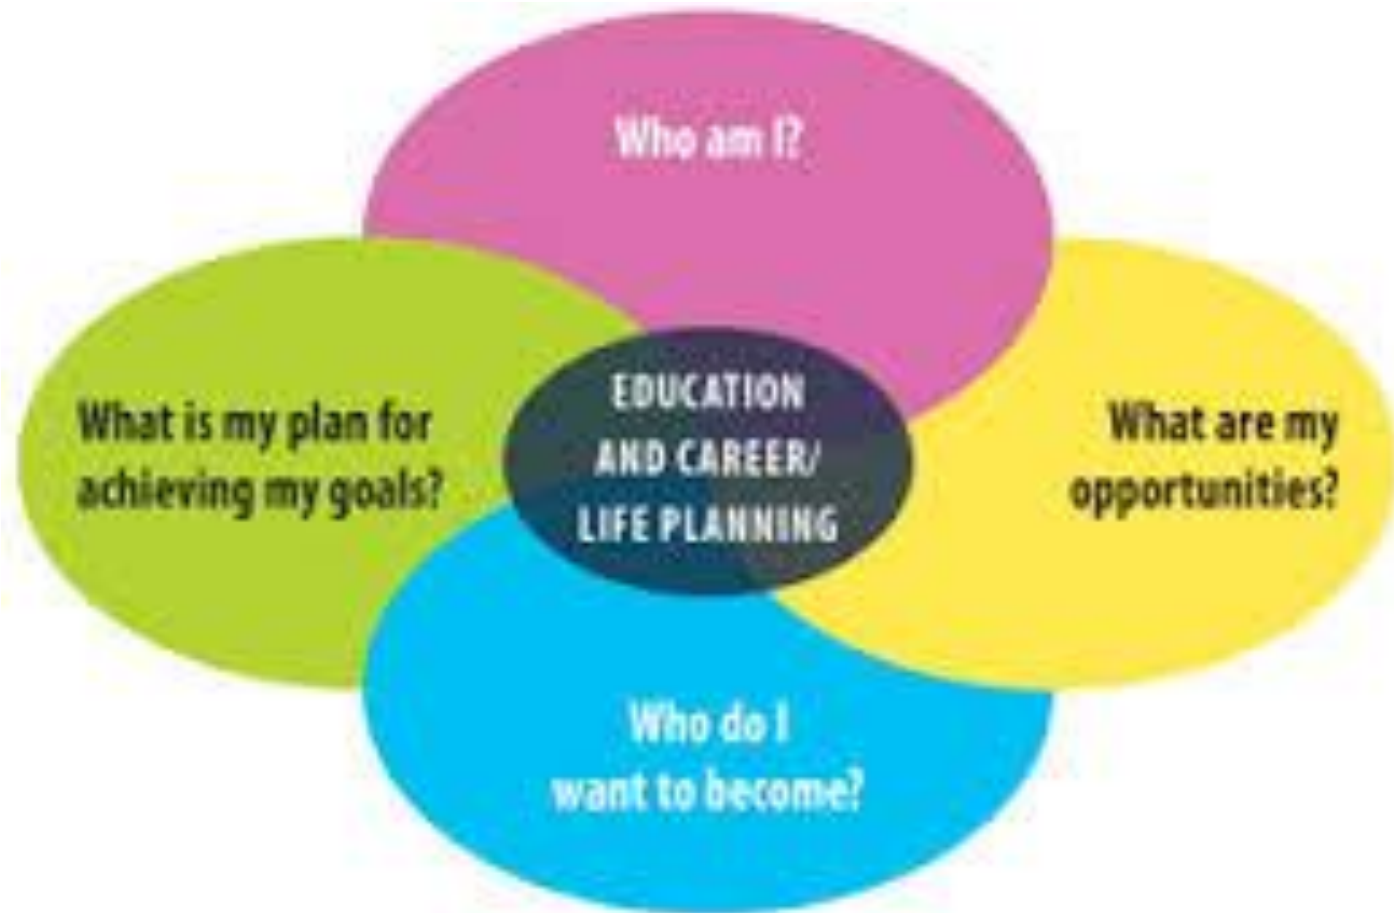 Who am I?
What is my plan for
achieving my goals?
EDUCATION
AND CAREER/
LIFE PLANNING
What are my
opportunities?
Who do I
want to become?